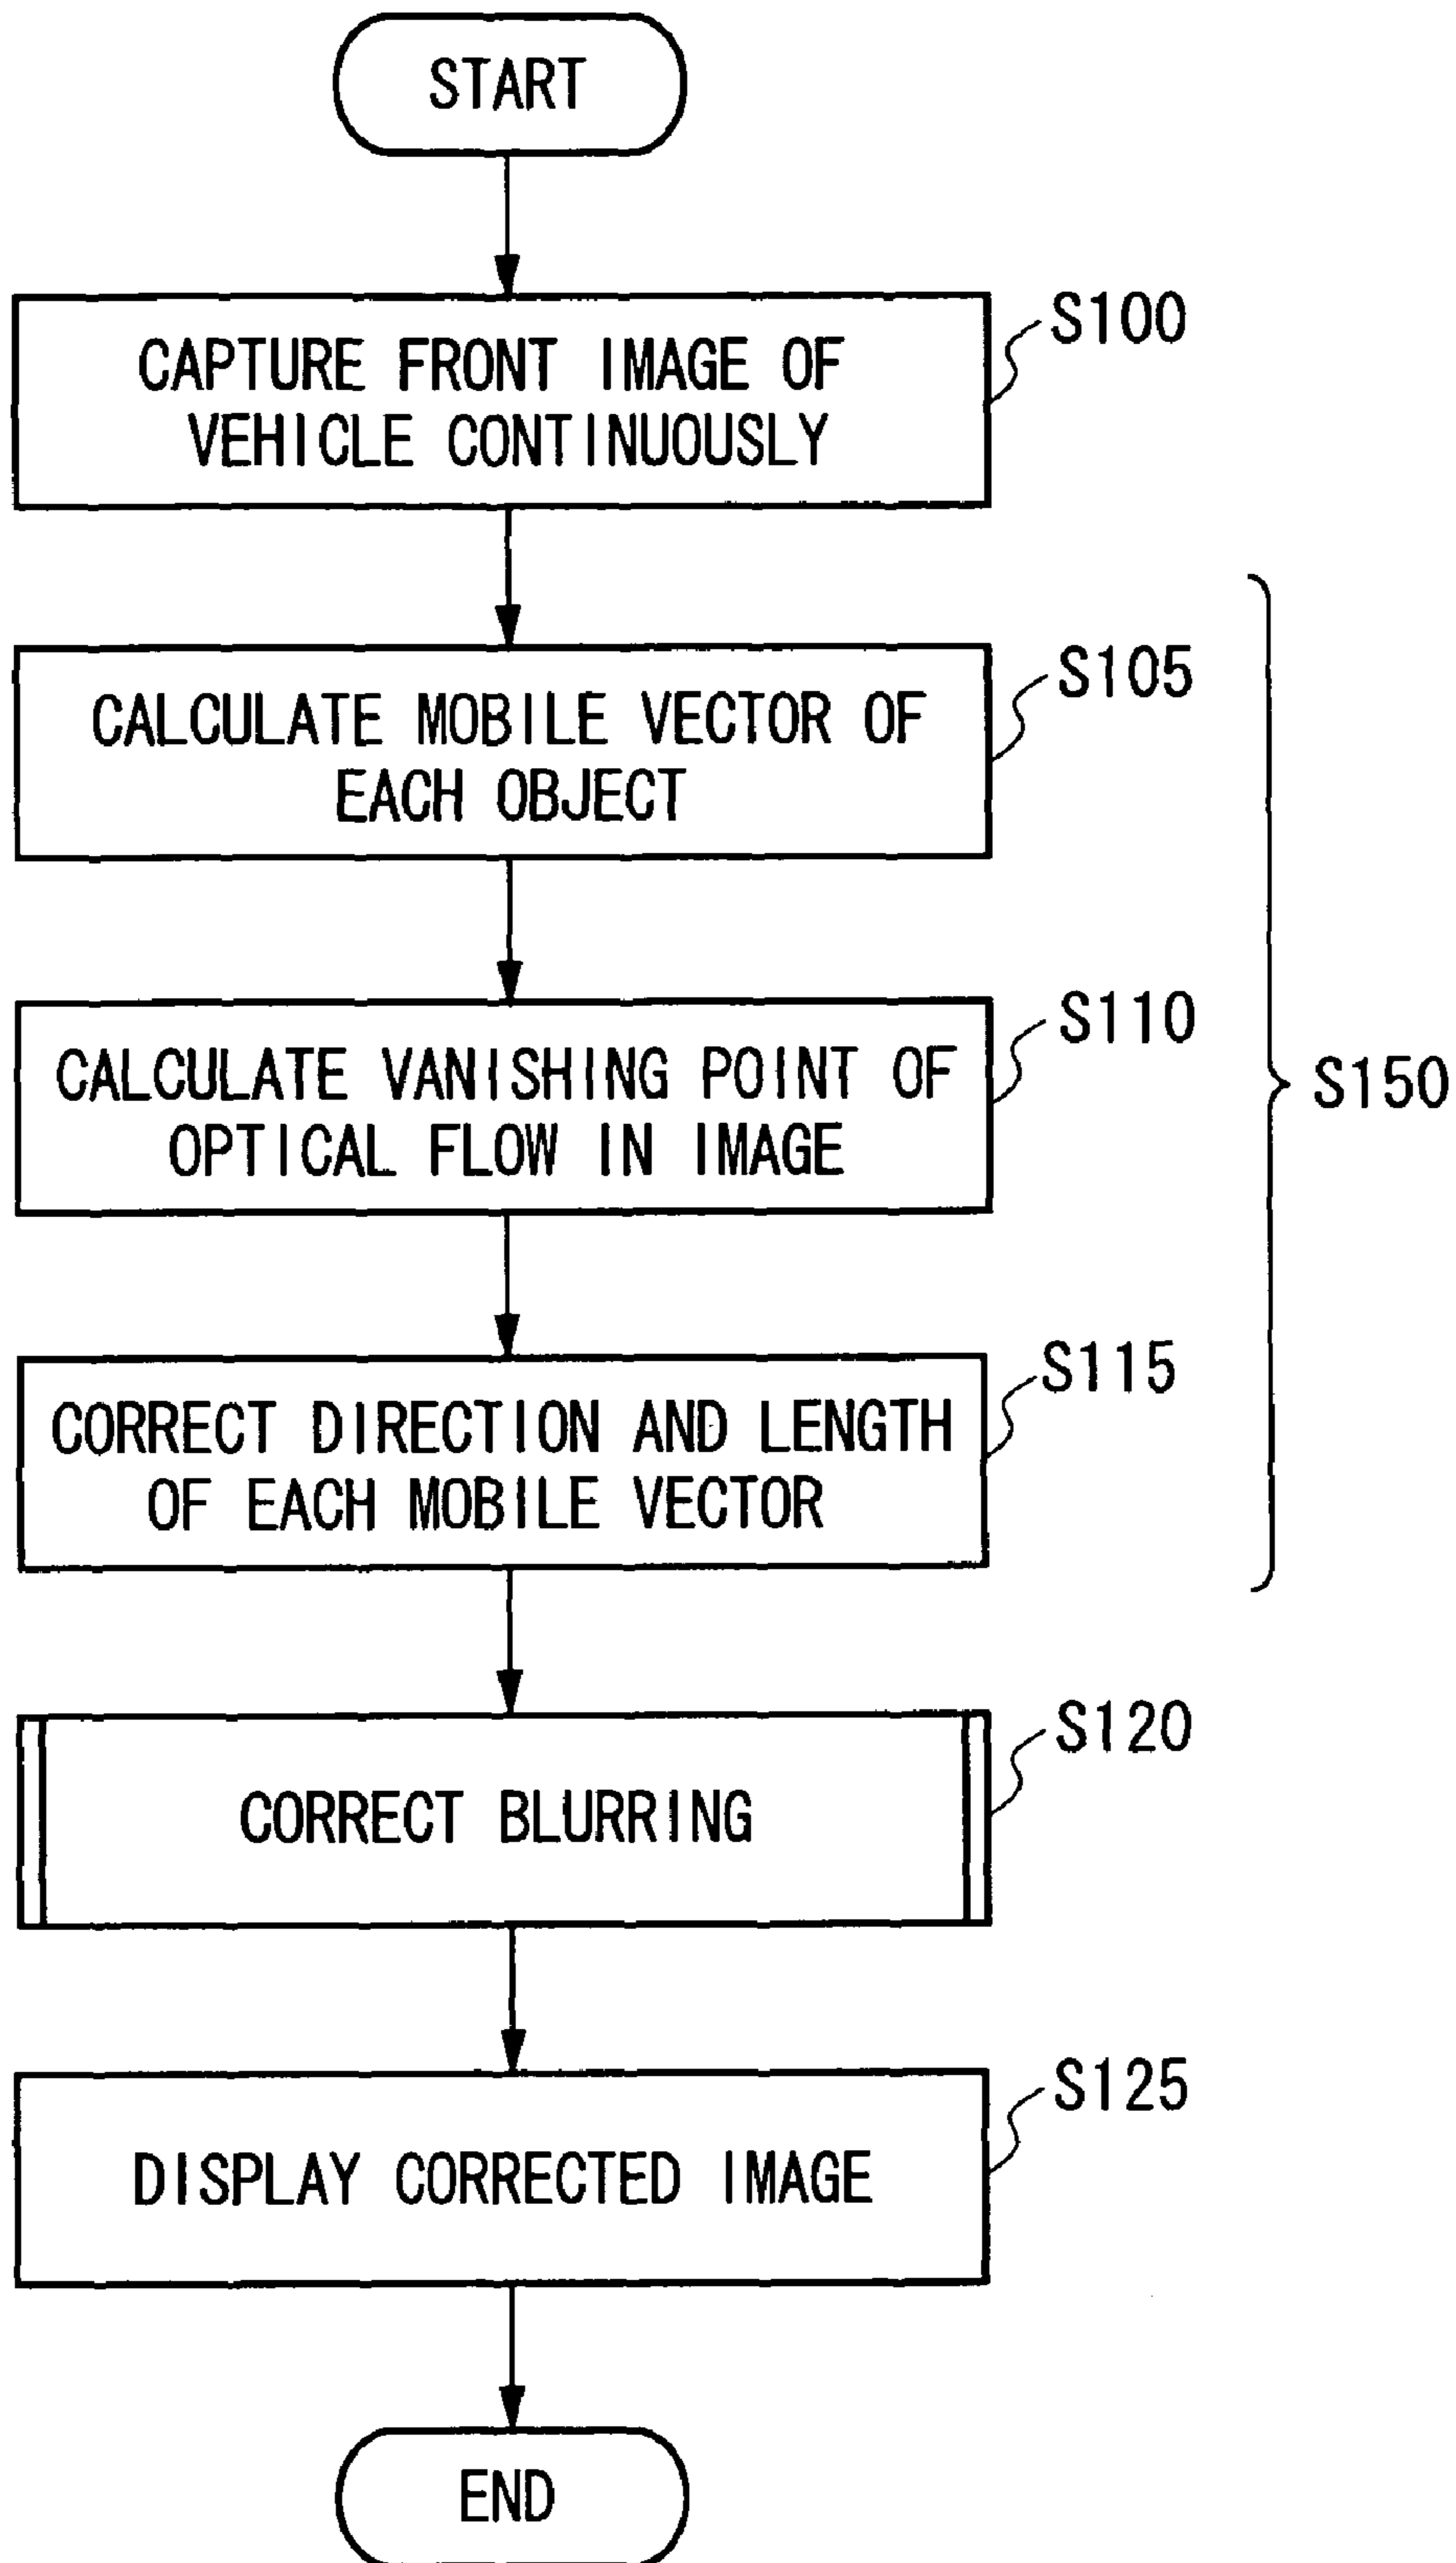 START
CAPTURE FRONT IMAGE OF
VEHICLE CONTINUOUSLY
S100
CALCULATE MOBILE VECTOR OF
EACH OBJECT
S105
CALCULATE VANISHING POINT OF
OPTICAL FLOW IN IMAGE
S110
S150
CORRECT DIRECTION AND LENGTH
OF EACH MOBILE VECTOR
S115
CORRECT BLURRING
S120
DISPLAY CORRECTED IMAGE
S125
END